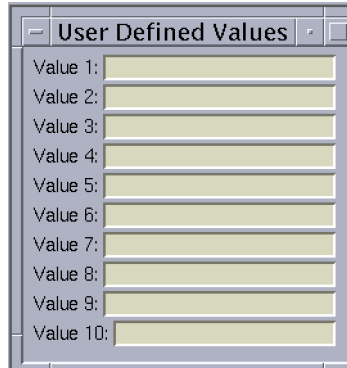 User Defined Values
Value 1:
Value 2:
Value 3:
Value 4:
Value 5:
Value 6:
Value 7:
Value 8:
Value 9:
Value 10: